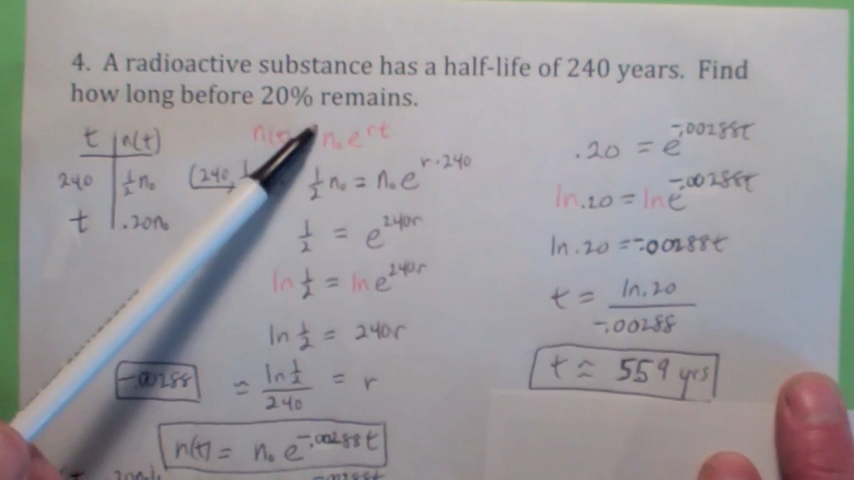 4. A radioactive substance has a half-life of 240 years. Find
how long before 20% remains.
t n(t)
240 ½n₀ (240,
t .20n₀
n(t) n₀e^rt
½n₀ = n₀e^r·240
½ = e^240r
ln ½ = ln e^240r
ln ½ = 240r
-.00288 ≈ ln ½ / 240 = r
n(t) = n₀e^-.00288t
.20 = e^-.00288t
ln .20 = ln e^-.00288t
ln .20 = -.00288t
t = ln .20 / -.00288
t ≈ 559 yrs